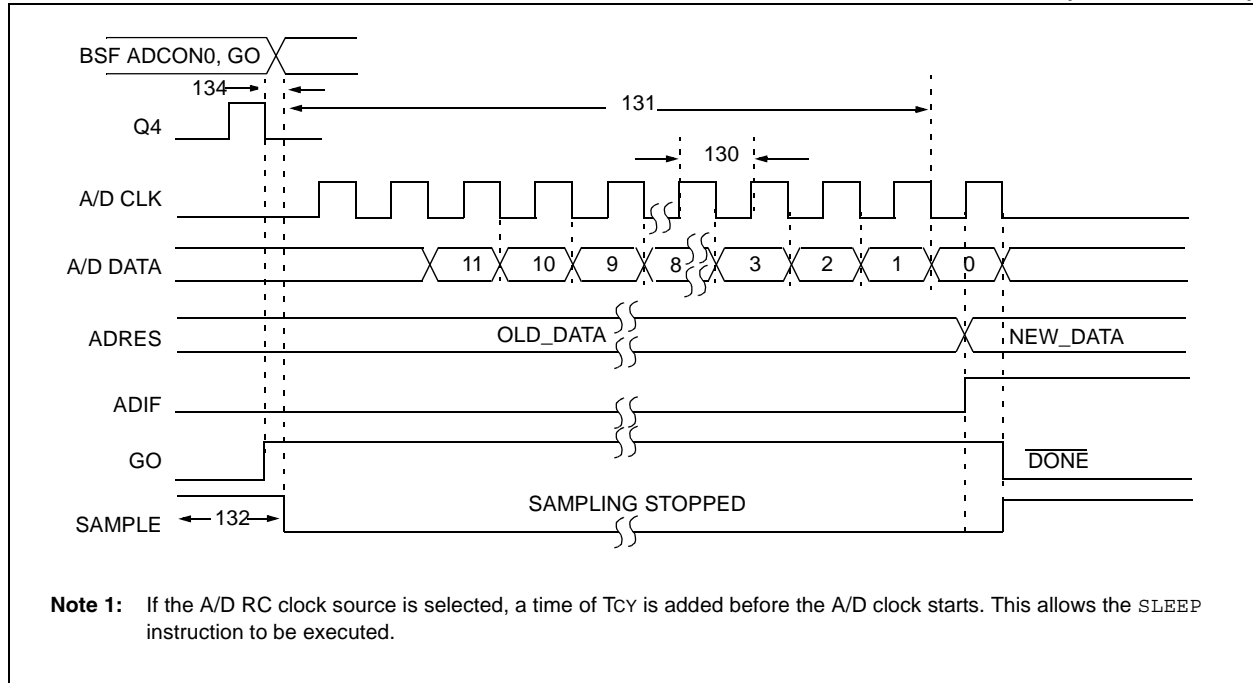 BSF ADCON0, GO
134
131
Q4
130
A/D CLK
A/D DATA 11 10 9 8 3 2 1 0
ADRES OLD_DATA NEW_DATA
ADIF
GO DONE
SAMPLE 132 SAMPLING STOPPED
Note 1: If the A/D RC clock source is selected, a time of TCY is added before the A/D clock starts. This allows the SLEEP
instruction to be executed.